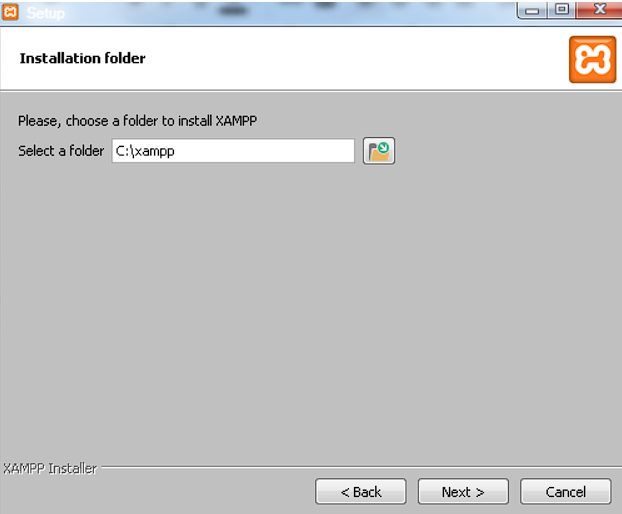 Setup
Installation folder
Please, choose a folder to install XAMPP
Select a folder C:\xampp
XAMPP Installer
< Back Next > Cancel